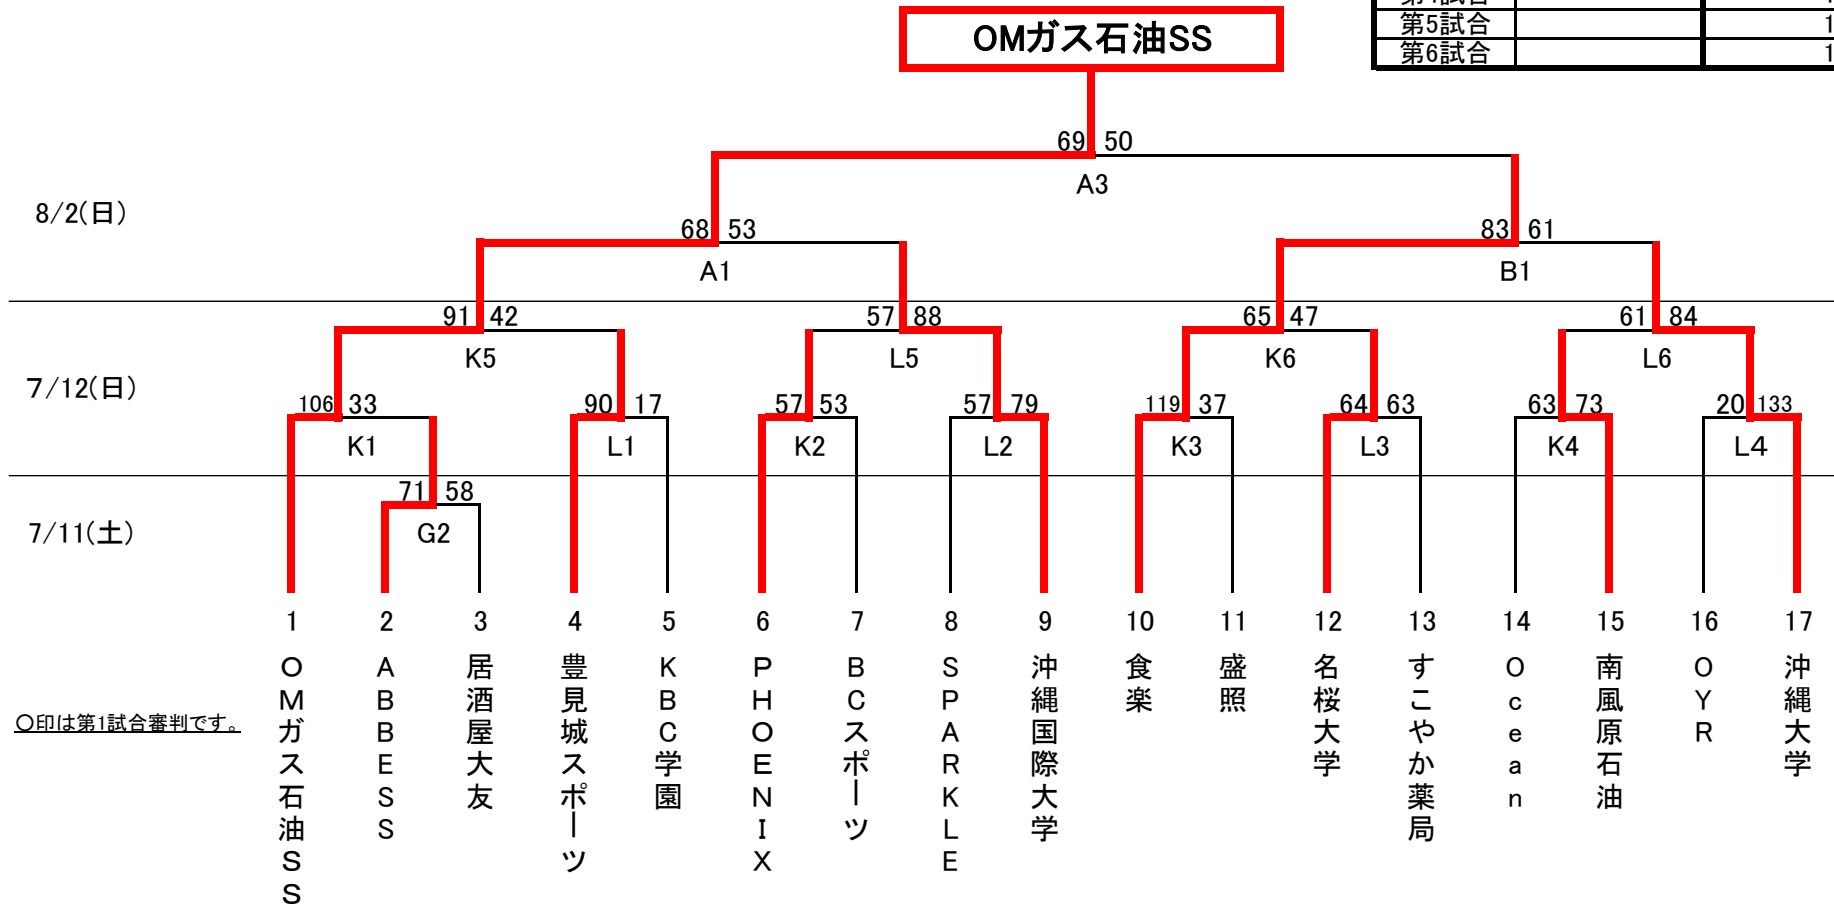 第5試合 1
第6試合 1
OMガス石油SS
69 50
A3
8/2(日)
68 53
83 61
A1
B1
91 42
57 88
65 47
61 84
K5
L5
K6
L6
7/12(日)
106 33
90 17
57 53
57 79
119 37
64 63
63 73
20 133
K1
L1
K2
L2
K3
L3
K4
L4
71 58
G2
7/11(土)
1 2 3 4 5 6 7 8 9 10 11 12 13 14 15 16 17
OMガス石油SS
ABBESS
居酒屋大友
豊見城スポーツ
KBC学園
PHOENIX
BCスポーツ
SPARKLE
沖縄国際大学
食楽
盛照
名桜大学
すこやか薬局
Ocean
南風原石油
OYR
沖縄大学
〇印は第1試合審判です。